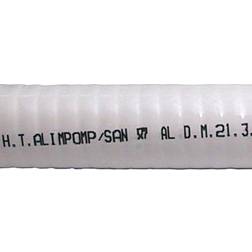 H.T.ALIMPOMP/SAN AL D.M.21.3.